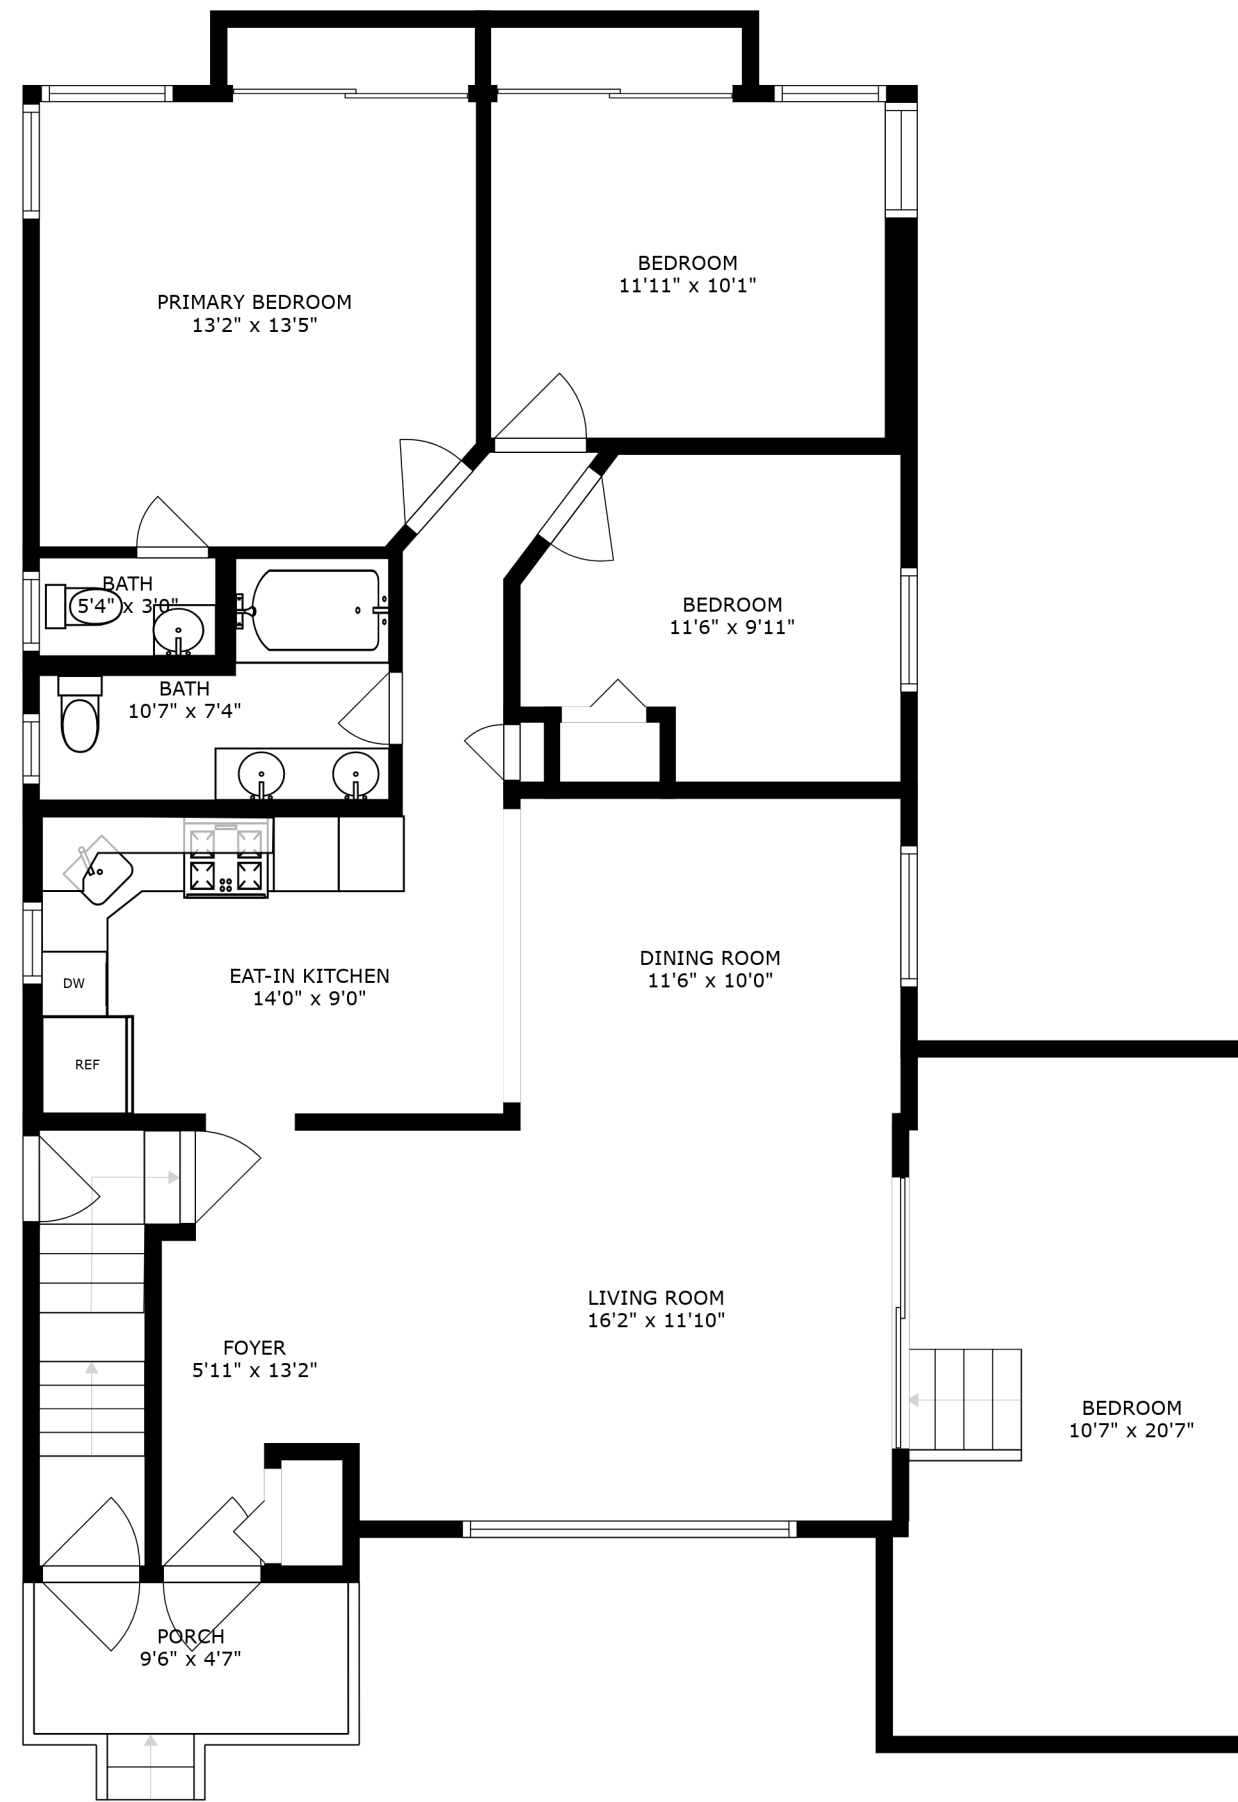 BEDROOM
11'11" x 10'1"
PRIMARY BEDROOM
13'2" x 13'5"
BATH
5'4" x 3'0"
BEDROOM
11'6" x 9'11"
BATH
10'7" x 7'4"
DINING ROOM
11'6" x 10'0"
EAT-IN KITCHEN
14'0" x 9'0"
DW
REF
LIVING ROOM
16'2" x 11'10"
FOYER
5'11" x 13'2"
BEDROOM
10'7" x 20'7"
PORCH
9'6" x 4'7"